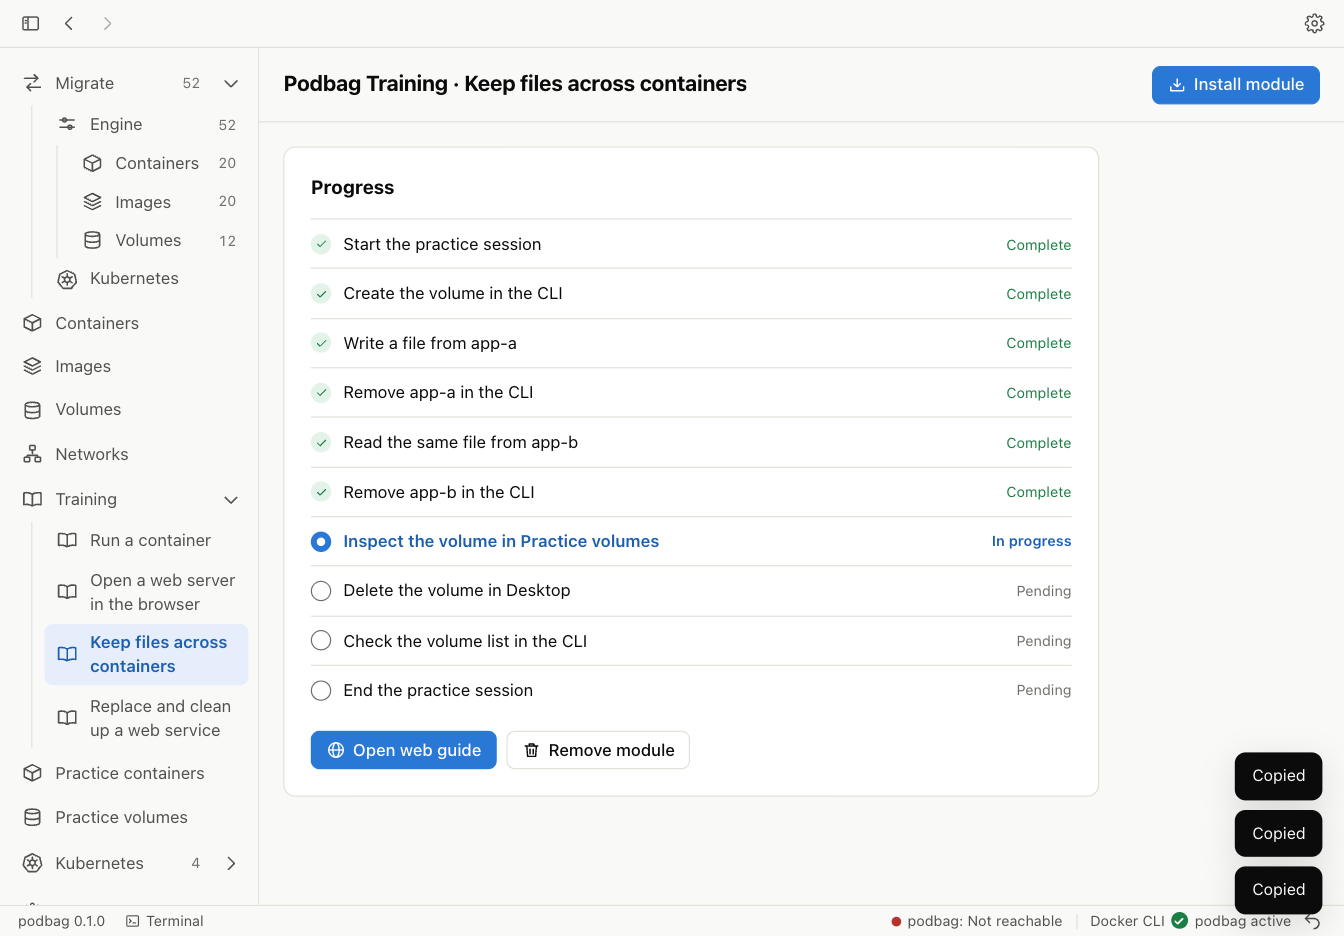 Migrate 52
Engine 52
Containers 20
Images 20
Volumes 12
Kubernetes
Containers
Images
Volumes
Networks
Training
Run a container
Open a web server
in the browser
Keep files across
containers
Replace and clean
up a web service
Practice containers
Practice volumes
Kubernetes 4
Podbag Training · Keep files across containers
Install module
Progress
Start the practice session Complete
Create the volume in the CLI Complete
Write a file from app-a Complete
Remove app-a in the CLI Complete
Read the same file from app-b Complete
Remove app-b in the CLI Complete
Inspect the volume in Practice volumes In progress
Delete the volume in Desktop Pending
Check the volume list in the CLI Pending
End the practice session Pending
Open web guide Remove module
Copied
Copied
Copied
podbag 0.1.0 Terminal podbag: Not reachable Docker CLI podbag active